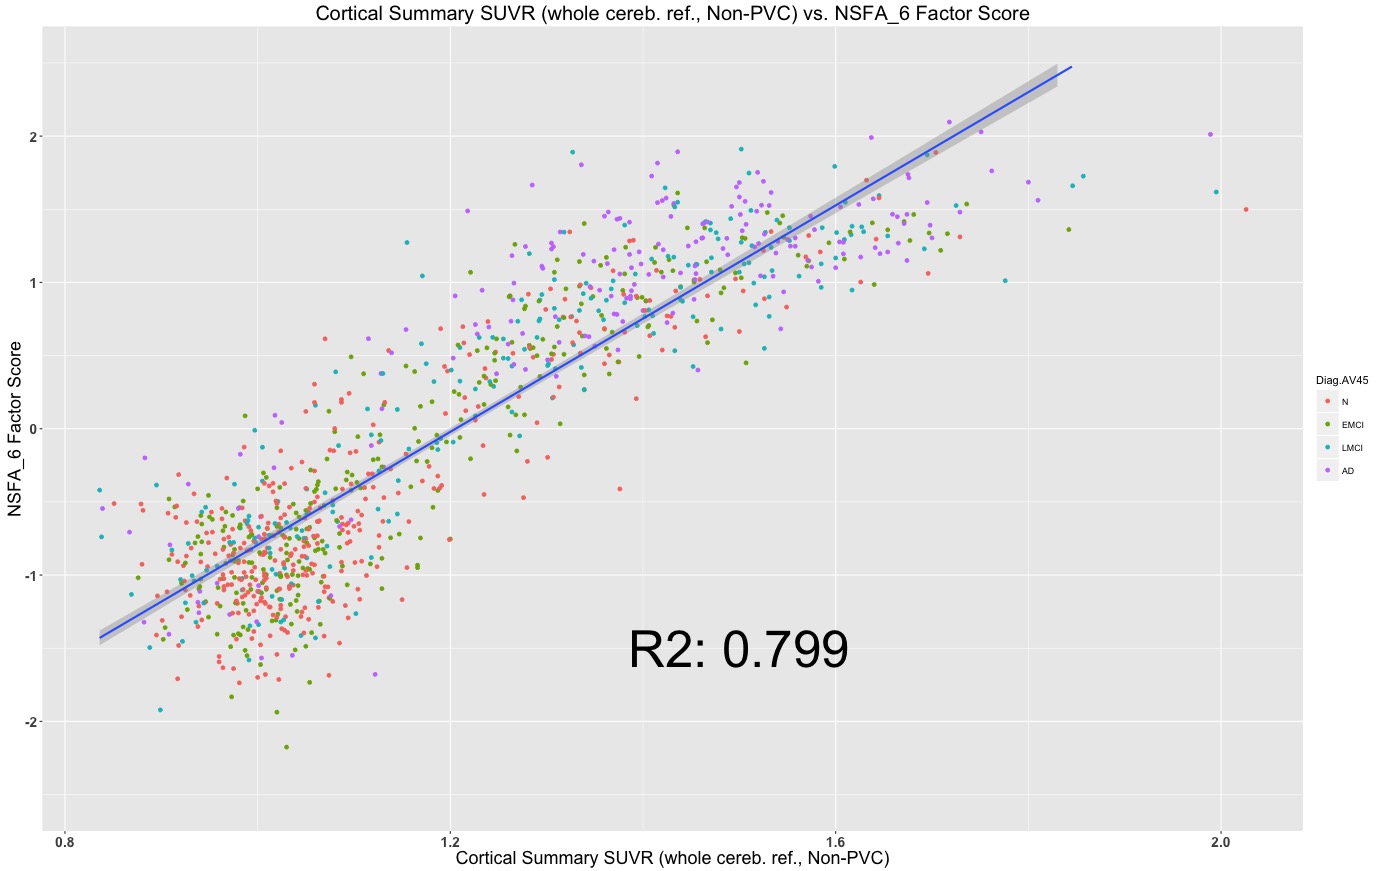 Cortical Summary SUVR (whole cereb. ref., Non-PVC) vs. NSFA_6 Factor Score
NSFA_6 Factor Score
2
1
0
-1
-2
R2: 0.799
Diag.AV45
N
EMCI
LMCI
AD
0.8 1.2 1.6 2.0
Cortical Summary SUVR (whole cereb. ref., Non-PVC)